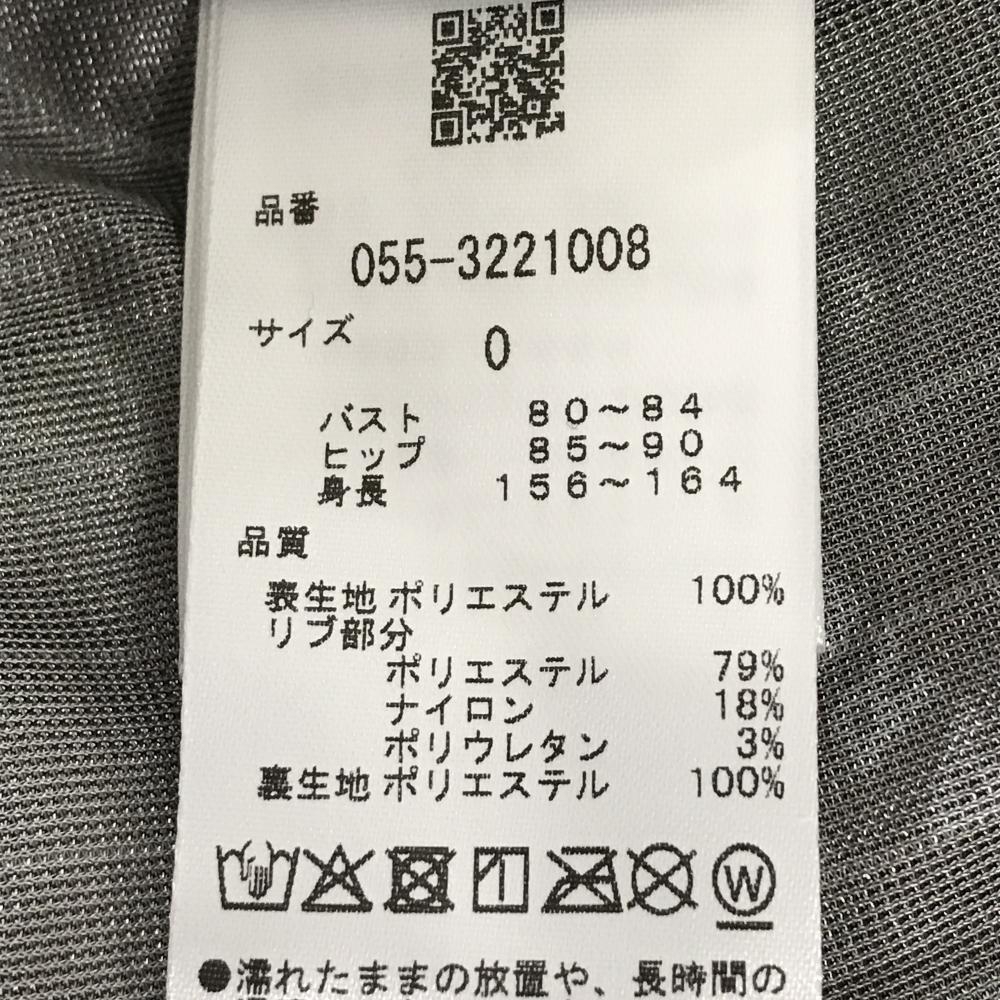 品番
055-3221008
サイズ 0
バスト 80～84
ヒップ 85～90
身長 156～164
品質
表生地 ポリエステル 100%
リブ部分
ポリエステル 79%
ナイロン 18%
ポリウレタン 3%
裏生地 ポリエステル 100%
W
●濡れたままの放置や、長時間の